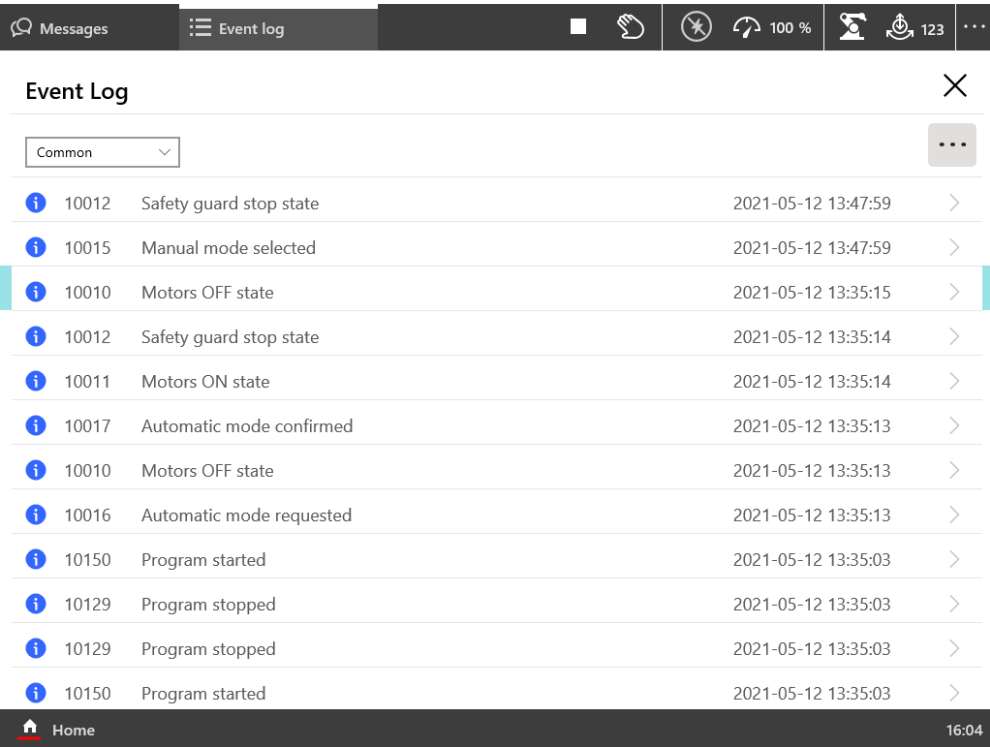 Messages Event log 100 % 123
Event Log
Common
10012 Safety guard stop state 2021-05-12 13:47:59
10015 Manual mode selected 2021-05-12 13:47:59
10010 Motors OFF state 2021-05-12 13:35:15
10012 Safety guard stop state 2021-05-12 13:35:14
10011 Motors ON state 2021-05-12 13:35:14
10017 Automatic mode confirmed 2021-05-12 13:35:13
10010 Motors OFF state 2021-05-12 13:35:13
10016 Automatic mode requested 2021-05-12 13:35:13
10150 Program started 2021-05-12 13:35:03
10129 Program stopped 2021-05-12 13:35:03
10129 Program stopped 2021-05-12 13:35:03
10150 Program started 2021-05-12 13:35:03
Home 16:04